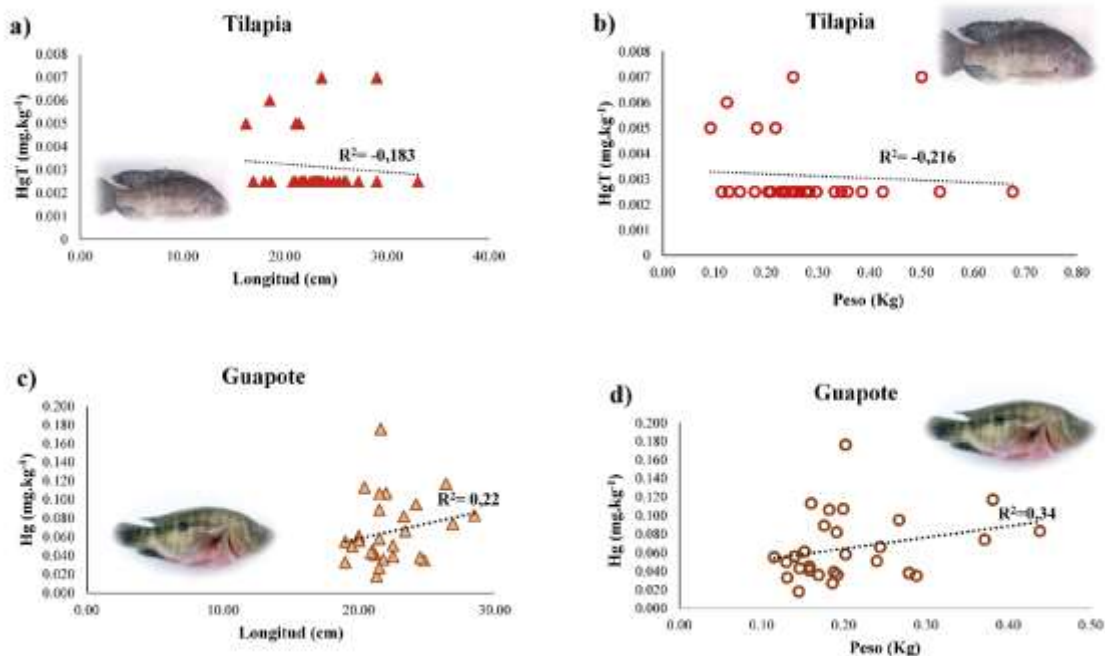 a)
Tilapia
HgT (mg.kg-1)
0.008
0.007
0.006
0.005
0.004
0.003
0.002
0.001
0
R2= -0,183
0.00 10.00 20.00 30.00 40.00
Longitud (cm)
b)
Tilapia
HgT (mg.kg-1)
0.008
0.007
0.006
0.005
0.004
0.003
0.002
0.001
0
R2= -0,216
0.00 0.10 0.20 0.30 0.40 0.50 0.60 0.70 0.80
Peso (Kg)
c)
Guapote
Hg (mg.kg-1)
0.200
0.180
0.160
0.140
0.120
0.100
0.080
0.060
0.040
0.020
0.000
R2= 0,22
0.00 10.00 20.00 30.00
Longitud (cm)
d)
Guapote
Hg (mg.kg-1)
0.200
0.180
0.160
0.140
0.120
0.100
0.080
0.060
0.040
0.020
0.000
R2=0,34
0.00 0.10 0.20 0.30 0.40 0.50
Peso (Kg)